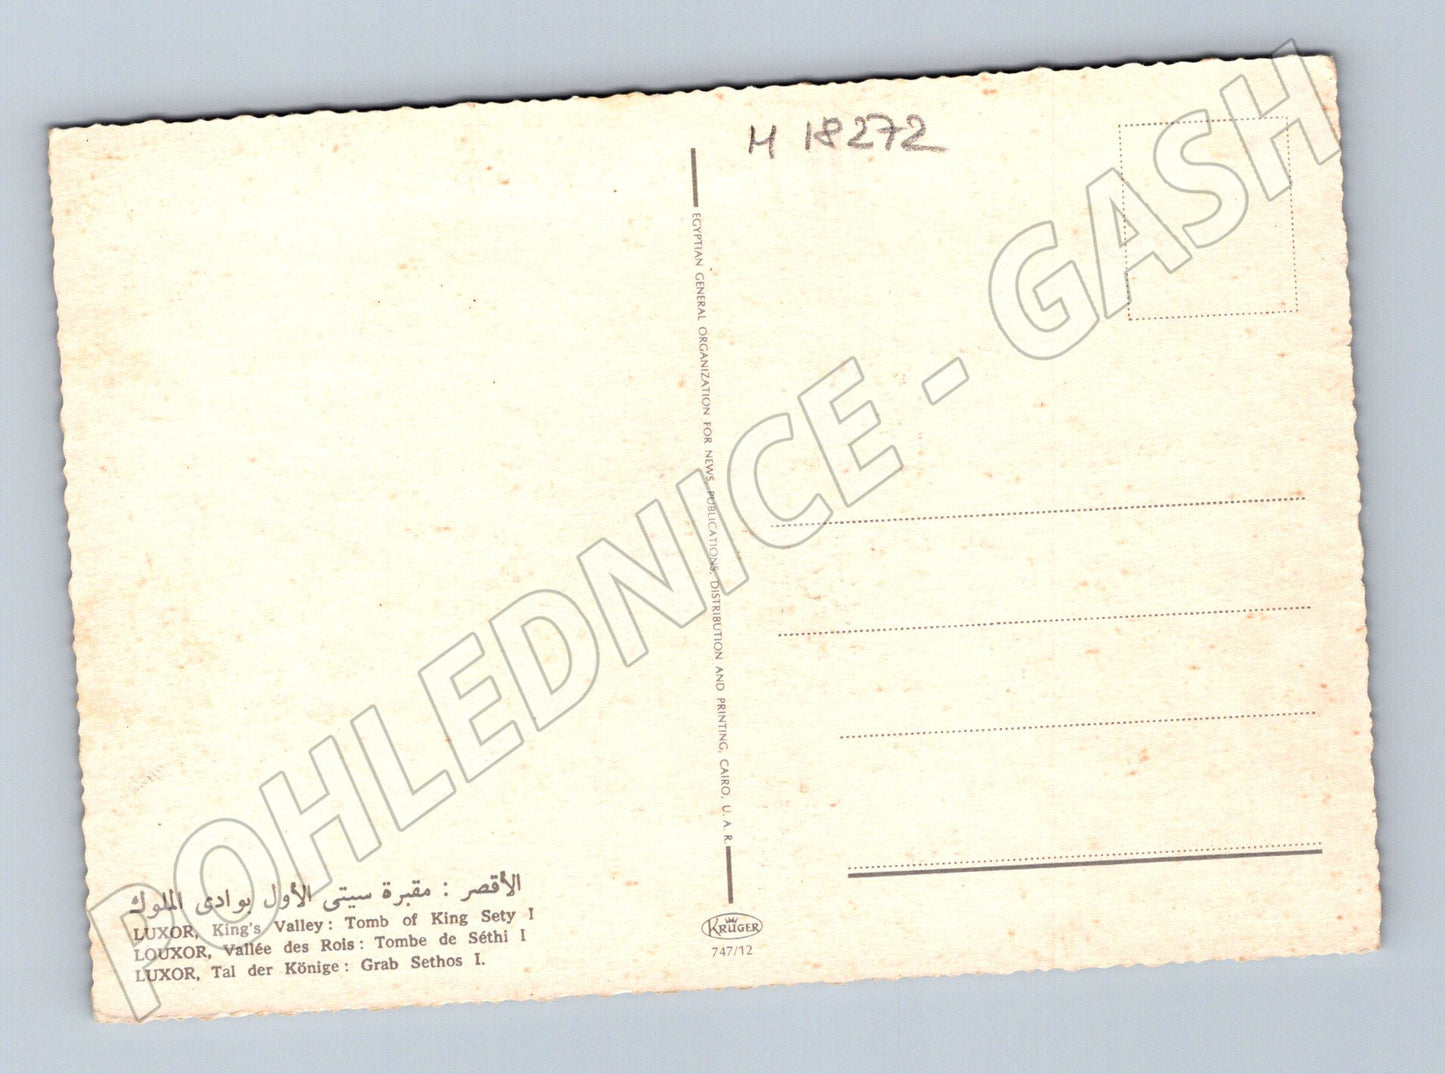 H 18272
EGYPTIAN GENERAL ORGANIZATION FOR NEWS, PUBLICATIONS, DISTRIBUTION AND PRINTING, CAIRO, U. A. R.
الأقصر : مقبرة سيتى الأول بوادى الملوك
LUXOR, King's Valley: Tomb of King Sety I
LOUXOR, Vallée des Rois: Tombe de Séthi I
LUXOR, Tal der Könige: Grab Sethos I.
KRÜGER
747/12
POHLEDNICE - GASH